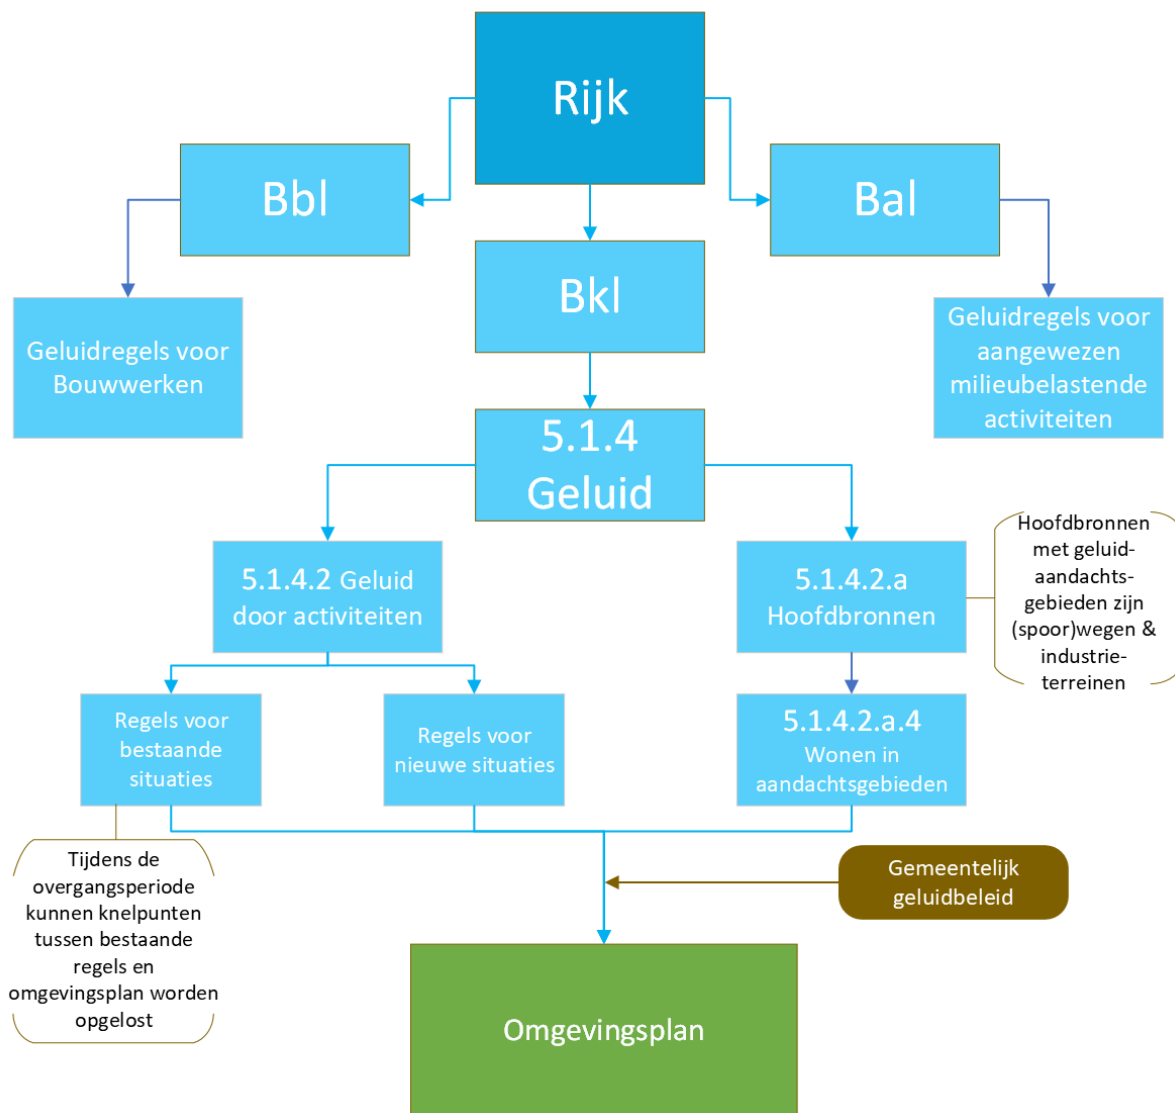 Rijk
Bbl
Bal
Bkl
Geluidregels voor
Bouwwerken
Geluidregels voor
aangewezen
milieubelastende
activiteiten
5.1.4
Geluid
5.1.4.2 Geluid
door activiteiten
5.1.4.2.a
Hoofdbronnen
Hoofdbronnen
met geluid-
aandachts-
gebieden zijn
(spoor)wegen &
industrie-
terreinen
Regels voor
bestaande
situaties
Regels voor
nieuwe situaties
5.1.4.2.a.4
Wonen in
aandachtsgebieden
Tijdens de
overgangsperiode
kunnen knelpunten
tussen bestaande
regels en
omgevingsplan worden
opgelost
Gemeentelijk
geluidbeleid
Omgevingsplan